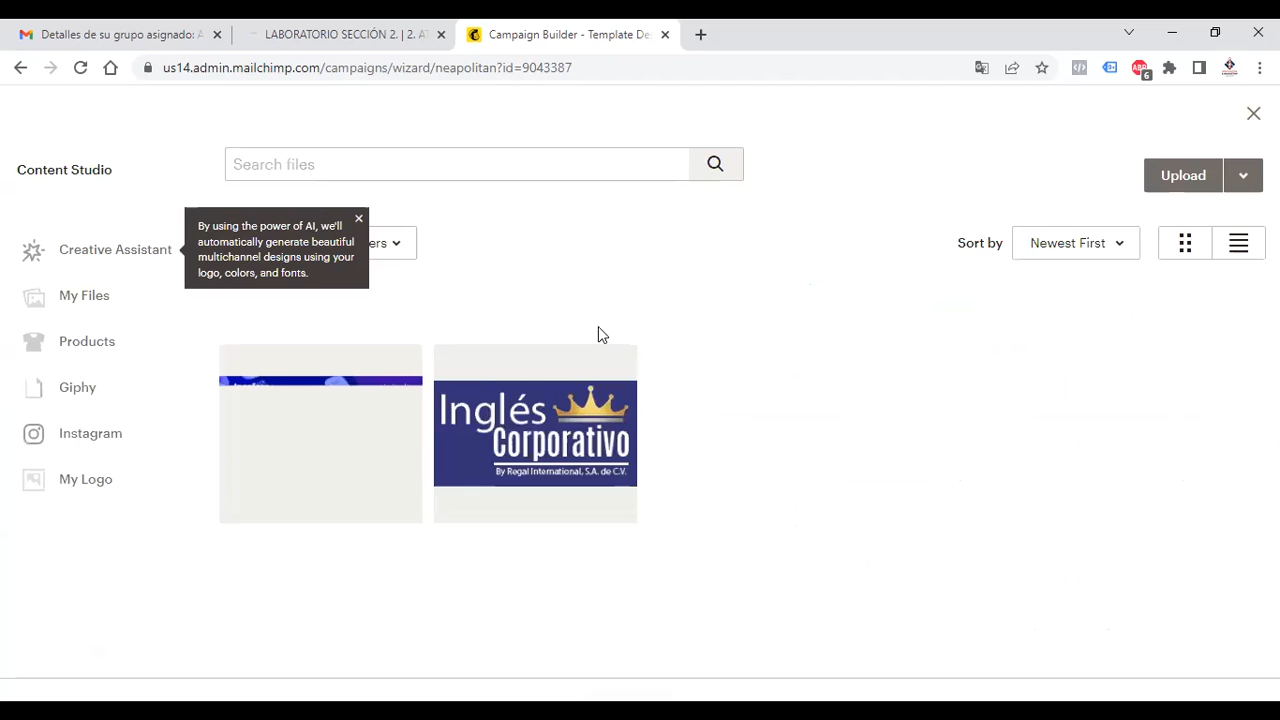 Detalles de su grupo asignado: A
LABORATORIO SECCIÓN 2. | 2. AT
Campaign Builder - Template De
us14.admin.mailchimp.com/campaigns/wizard/neapolitan?id=9043387
ABP
6
Content Studio
Search files
Upload
By using the power of AI, we'll
automatically generate beautiful
multichannel designs using your
logo, colors, and fonts.
ers
Sort by
Newest First
Creative Assistant
My Files
Products
Giphy
Instagram
My Logo
Inglés
Corporativo
By Regal International, S.A. de C.V.